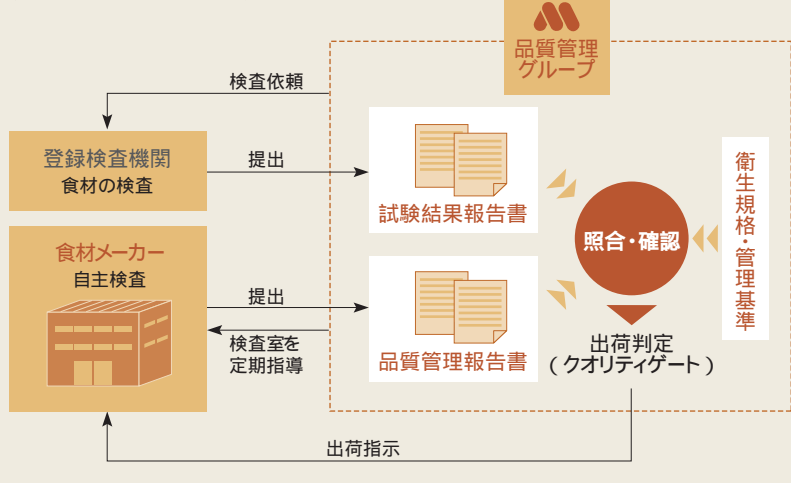 品質管理
グループ
検査依頼
登録検査機関
食材の検査
提出
試験結果報告書
食材メーカー
自主検査
提出
検査室を
定期指導
品質管理報告書
照合・確認
衛生規格・管理基準
出荷判定
(クオリティゲート)
出荷指示